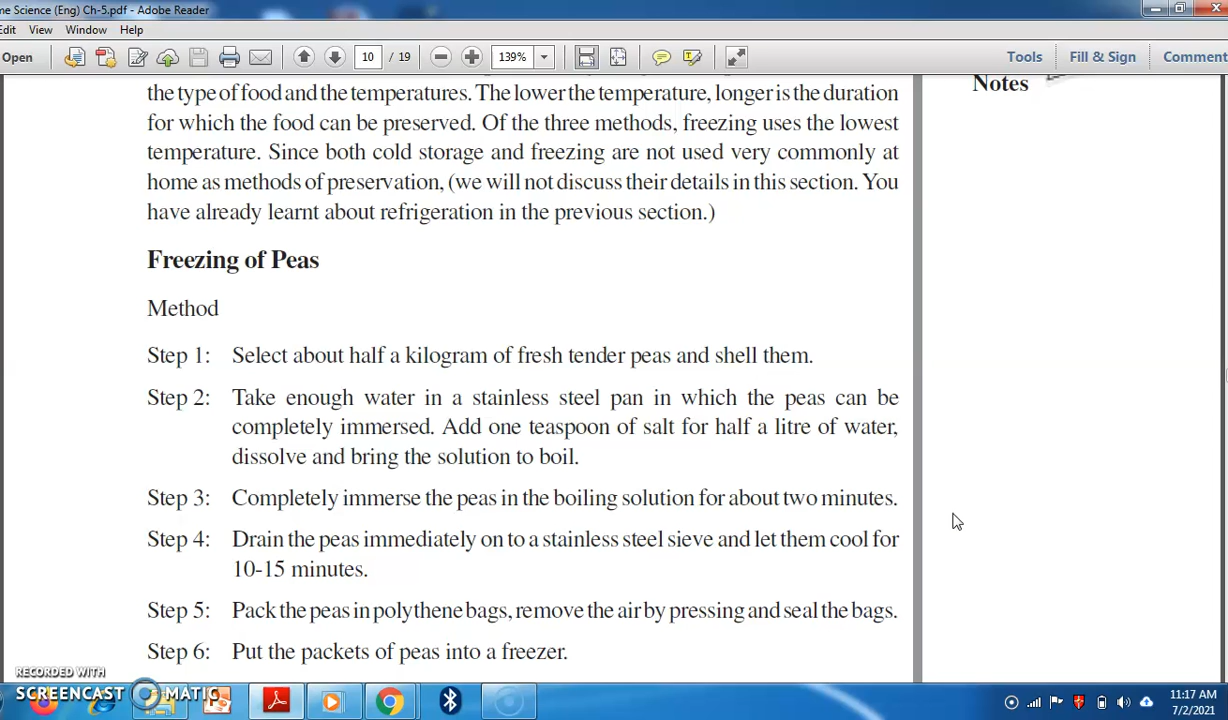 me Science (Eng) Ch-5.pdf - Adobe Reader
Edit View Window Help
Open 10 / 19 139% Tools Fill & Sign Comment
Notes
the type of food and the temperatures. The lower the temperature, longer is the duration
for which the food can be preserved. Of the three methods, freezing uses the lowest
temperature. Since both cold storage and freezing are not used very commonly at
home as methods of preservation, (we will not discuss their details in this section. You
have already learnt about refrigeration in the previous section.)
Freezing of Peas
Method
Step 1: Select about half a kilogram of fresh tender peas and shell them.
Step 2: Take enough water in a stainless steel pan in which the peas can be
completely immersed. Add one teaspoon of salt for half a litre of water,
dissolve and bring the solution to boil.
Step 3: Completely immerse the peas in the boiling solution for about two minutes.
Step 4: Drain the peas immediately on to a stainless steel sieve and let them cool for
10-15 minutes.
Step 5: Pack the peas in polythene bags, remove the air by pressing and seal the bags.
Step 6: Put the packets of peas into a freezer.
RECORDED WITH
SCREENCAST MATIC
11:17 AM
7/2/2021